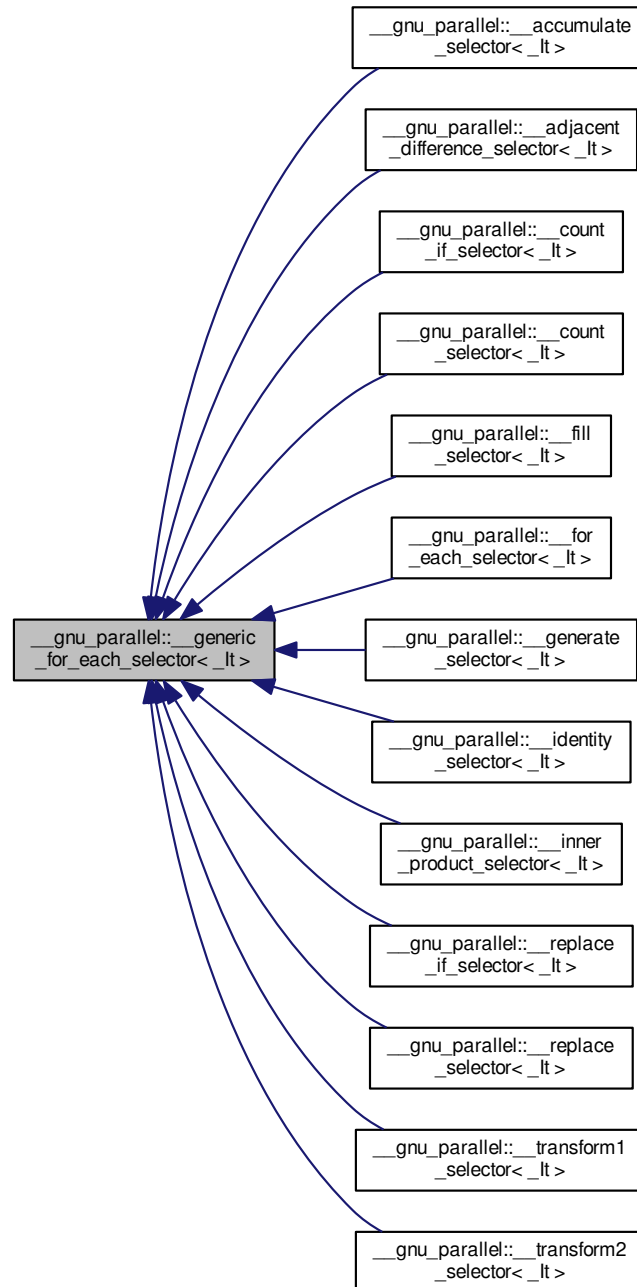 __gnu_parallel::__accumulate
_selector< _It >
__gnu_parallel::__adjacent
_difference_selector< _It >
__gnu_parallel::__count
_if_selector< _It >
__gnu_parallel::__count
_selector< _It >
__gnu_parallel::__fill
_selector< _It >
__gnu_parallel::__for
_each_selector< _It >
__gnu_parallel::__generic
_for_each_selector< _It >
__gnu_parallel::__generate
_selector< _It >
__gnu_parallel::__identity
_selector< _It >
__gnu_parallel::__inner
_product_selector< _It >
__gnu_parallel::__replace
_if_selector< _It >
__gnu_parallel::__replace
_selector< _It >
__gnu_parallel::__transform1
_selector< _It >
__gnu_parallel::__transform2
_selector< _It >